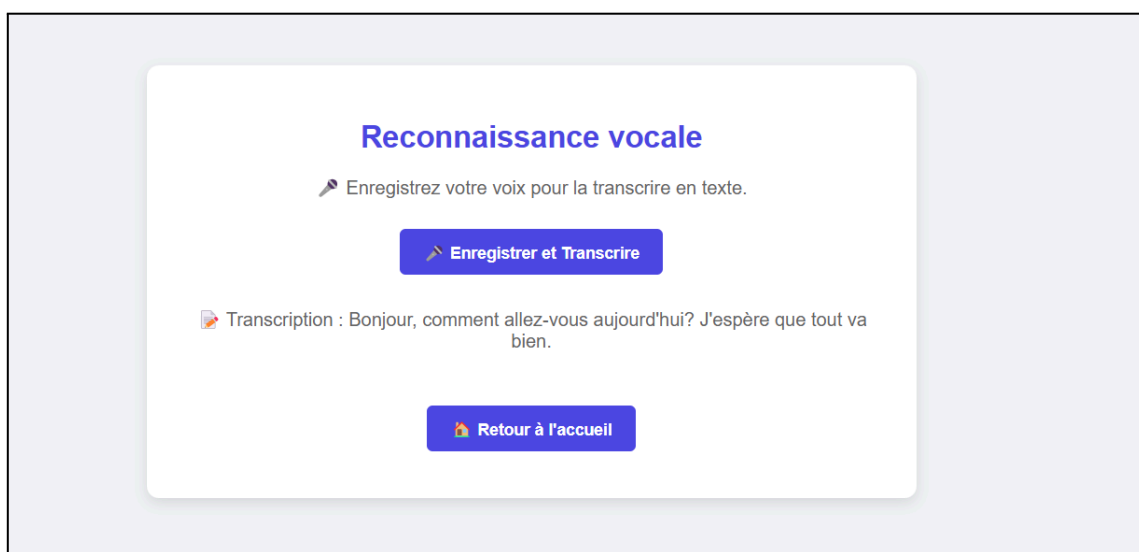 Reconnaissance vocale
🎤 Enregistrez votre voix pour la transcrire en texte.
🎤 Enregistrer et Transcrire
📝 Transcription : Bonjour, comment allez-vous aujourd'hui? J'espère que tout va
bien.
🏠 Retour à l'accueil